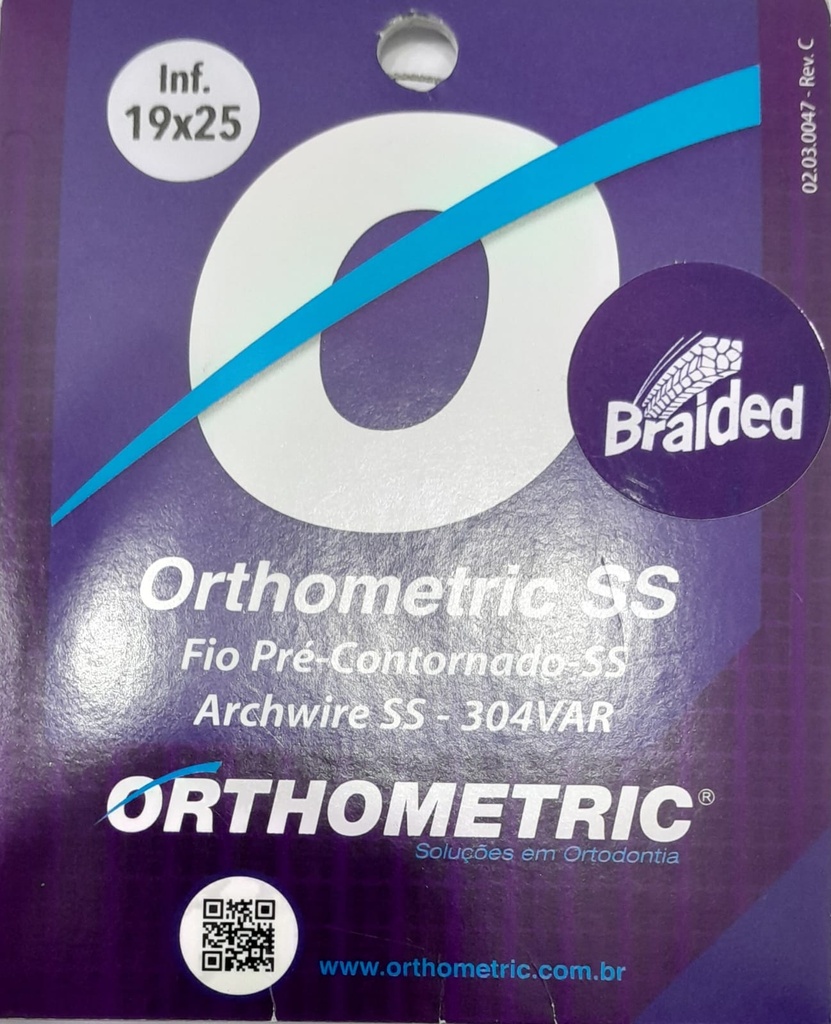 Inf.
19x25
02.03.0047 - Rev. C
Braided
Orthometric SS
Fio Pré-Contornado-SS
Archwire SS - 304VAR
ORTHOMETRIC®
Soluções em Ortodontia
www.orthometric.com.br